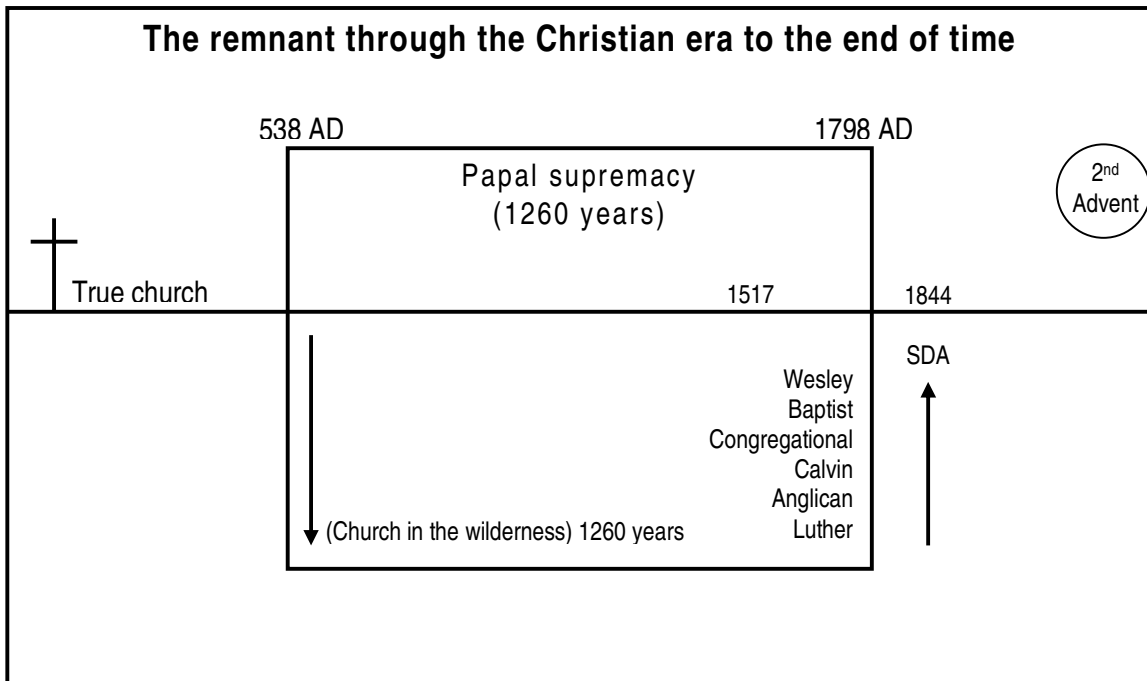 The remnant through the Christian era to the end of time
538 AD
1798 AD
Papal supremacy
(1260 years)
2nd
Advent
True church
1517
1844
SDA
Wesley
Baptist
Congregational
Calvin
Anglican
Luther
(Church in the wilderness) 1260 years